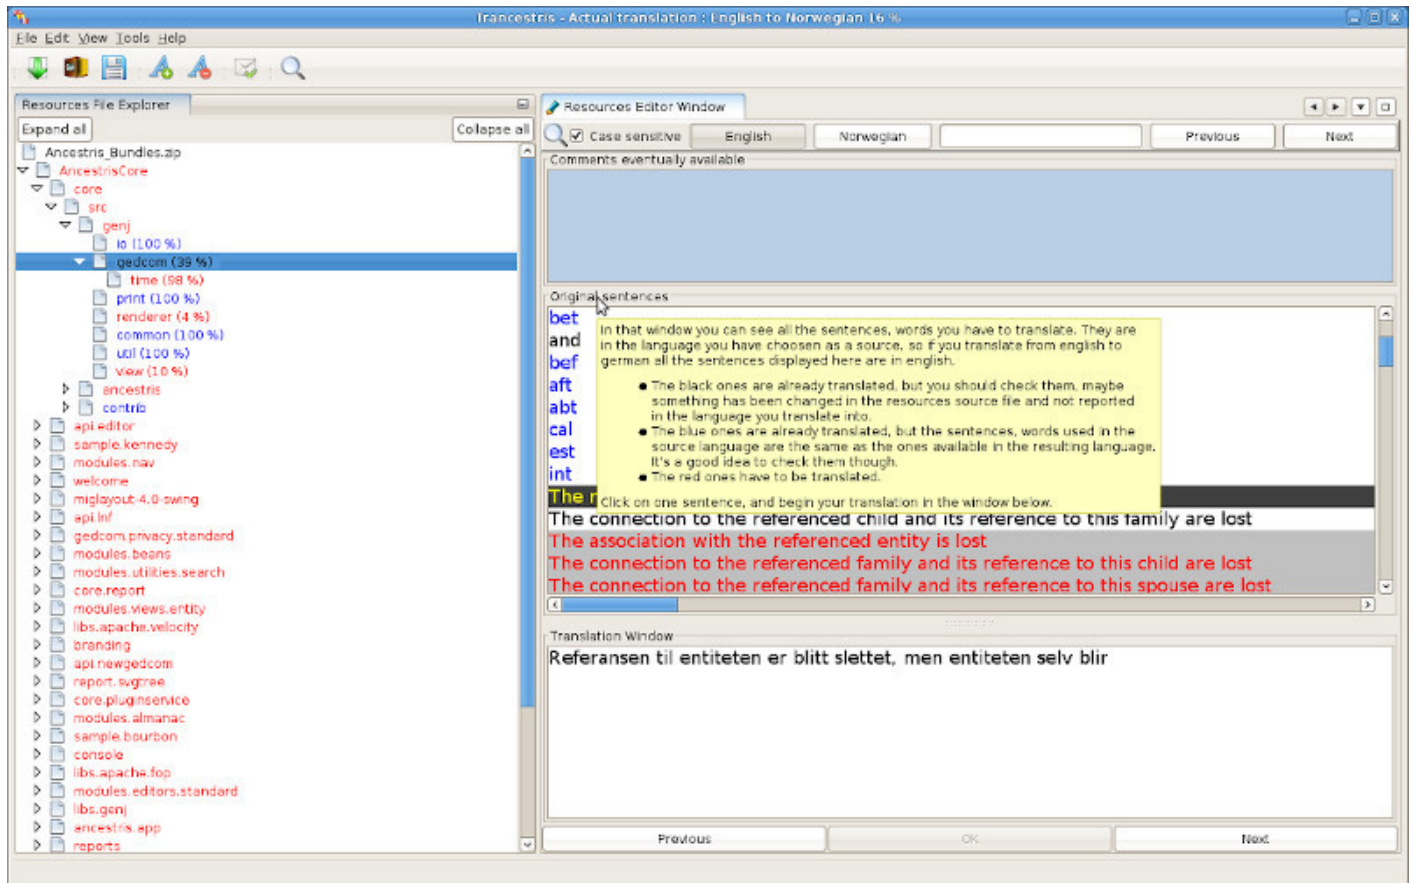 Trancestris - Actual translation : English to Norwegian 16 %
File Edit View Tools Help
Resources File Explorer
Expand all
Collapse all
Ancestris_Bundles.zip
AncestrisCore
core
src
genj
io (100 %)
gedcom (39 %)
time (98 %)
print (100 %)
renderer (4 %)
common (100 %)
util (100 %)
view (10 %)
ancestris
contrib
api.editor
sample.kennedy
modules.nav
welcome
miglayout-4.0-swing
api.lnf
gedcom.privacy.standard
modules.beans
modules.utilities.search
core.report
modules.views.entity
libs.apache.velocity
branding
api.newgedcom
report.svgtree
core.pluginservice
modules.almanac
sample.bourbon
console
libs.apache.fop
modules.editors.standard
libs.genj
ancestris.app
reports
Resources Editor Window
Case sensitive
English
Norwegian
Previous
Next
Comments eventually available
Original sentences
bet
and
bef
aft
abt
cal
est
int
The r
In that window you can see all the sentences, words you have to translate. They are
in the language you have choosen as a source, so if you translate from english to
german all the sentences displayed here are in english.
● The black ones are already translated, but you should check them, maybe
something has been changed in the resources source file and not reported
in the language you translate into.
● The blue ones are already translated, but the sentences, words used in the
source language are the same as the ones available in the resulting language.
It's a good idea to check them though.
● The red ones have to be translated.
Click on one sentence, and begin your translation in the window below.
The connection to the referenced child and its reference to this family are lost
The association with the referenced entity is lost
The connection to the referenced family and its reference to this child are lost
The connection to the referenced family and its reference to this spouse are lost
Translation Window
Referansen til entiteten er blitt slettet, men entiteten selv blir
Previous
OK
Next